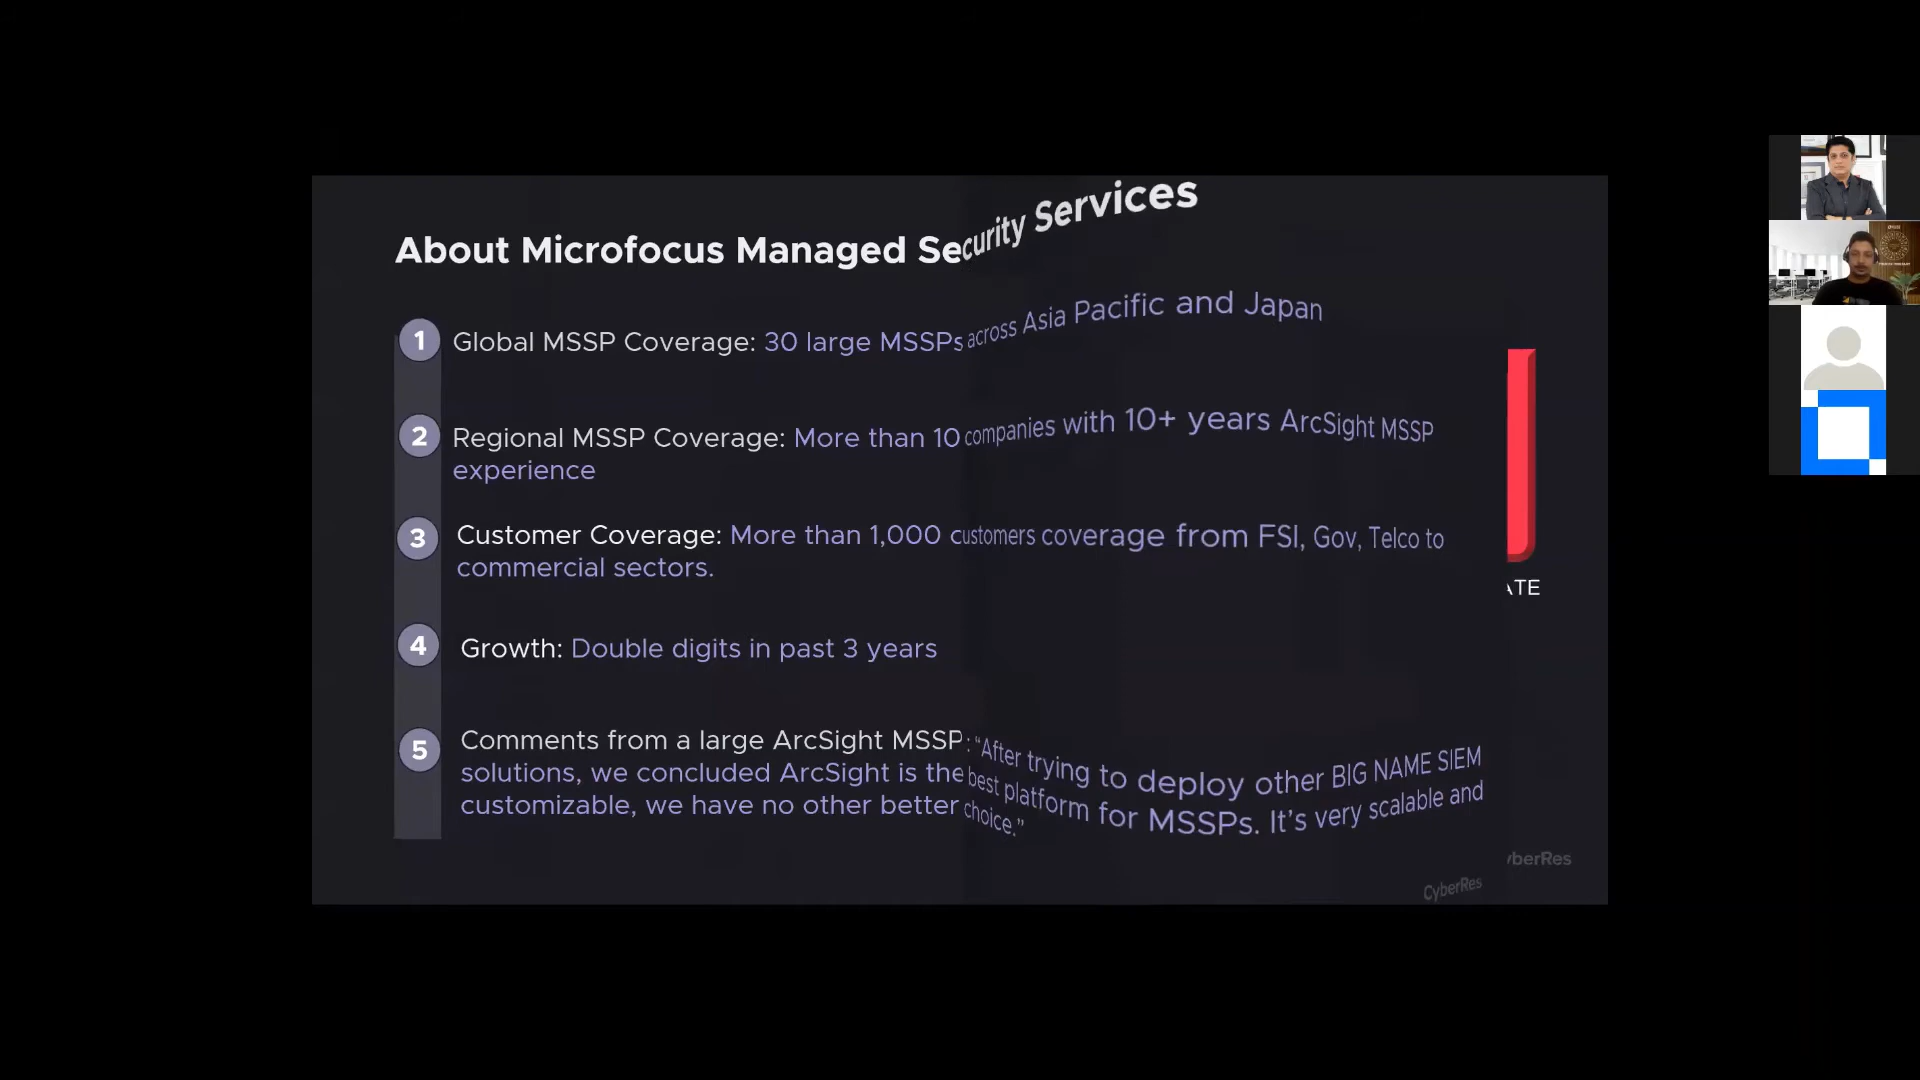 About Microfocus Managed Security Services
1 Global MSSP Coverage: 30 large MSSPs across Asia Pacific and Japan
2 Regional MSSP Coverage: More than 10 companies with 10+ years ArcSight MSSP
experience
3 Customer Coverage: More than 1,000 customers coverage from FSI, Gov, Telco to
commercial sectors.
4 Growth: Double digits in past 3 years
5 Comments from a large ArcSight MSSP: “After trying to deploy other BIG NAME SIEM
solutions, we concluded ArcSight is the best platform for MSSPs. It’s very scalable and
customizable, we have no other better choice.”
ATE
yberRes
CyberRes